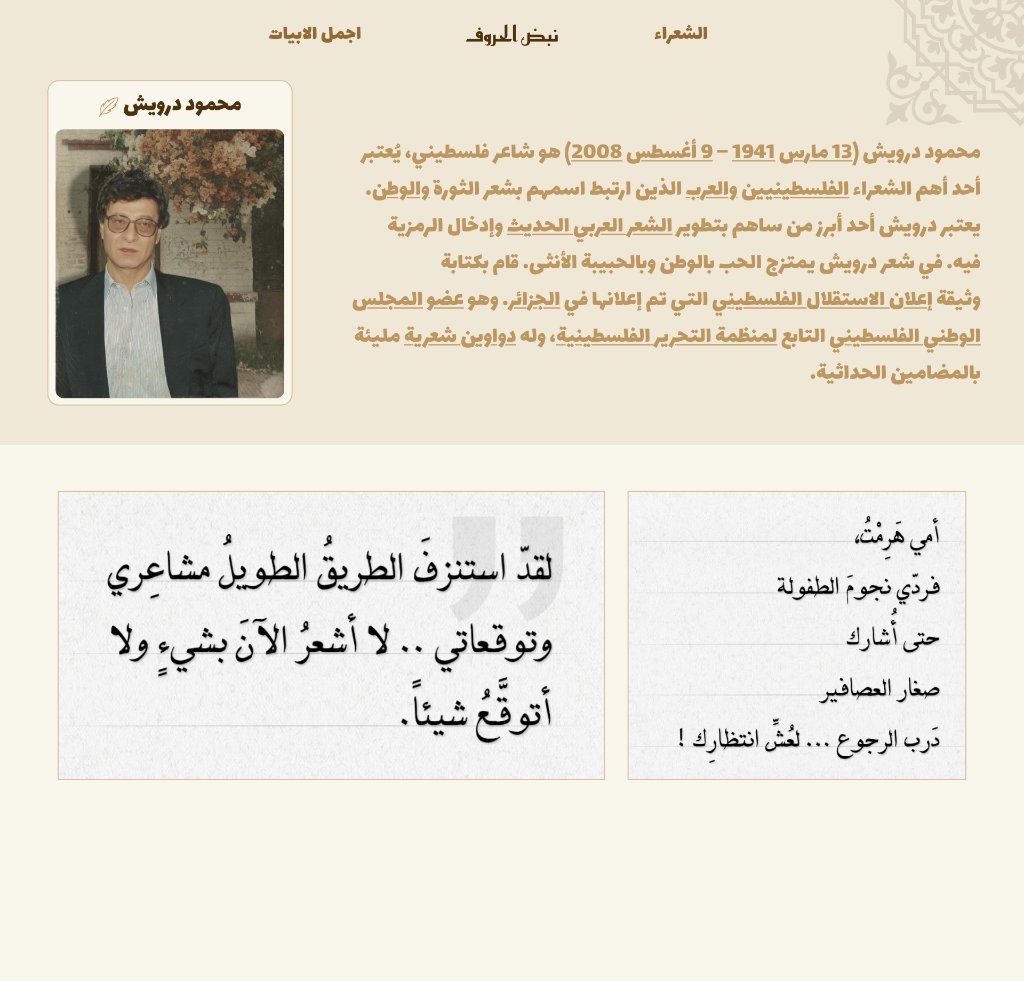 الشعراء
نبض الحروف
اجمل الابيات
محمود درويش
محمود درويش (13 مارس 1941 – 9 أغسطس 2008) هو شاعر فلسطيني، يُعتبر
أحد أهم الشعراء الفلسطينيين والعرب الذين ارتبط اسمهم بشعر الثورة والوطن.
يعتبر درويش أحد أبرز من ساهم بتطوير الشعر العربي الحديث وإدخال الرمزية
فيه. في شعر درويش يمتزج الحب بالوطن وبالحبيبة الأنثى. قام بكتابة
وثيقة إعلان الاستقلال الفلسطيني التي تم إعلانها في الجزائر. وهو عضو المجلس
الوطني الفلسطيني التابع لمنظمة التحرير الفلسطينية، وله دواوين شعرية مليئة
بالمضامين الحداثية.
أمي هَرِمْتُ،
فردّي نجومَ الطفولة
حتى أُشارك
صغار العصافير
دَرب الرجوع ... لعُشِّ انتظارِك !
لقدّ استنزفَ الطريقُ الطويلُ مشاعِري
وتوقعاتي .. لا أشعرُ الآنَ بشيءٍ ولا
أتوقَّعُ شيئاً.